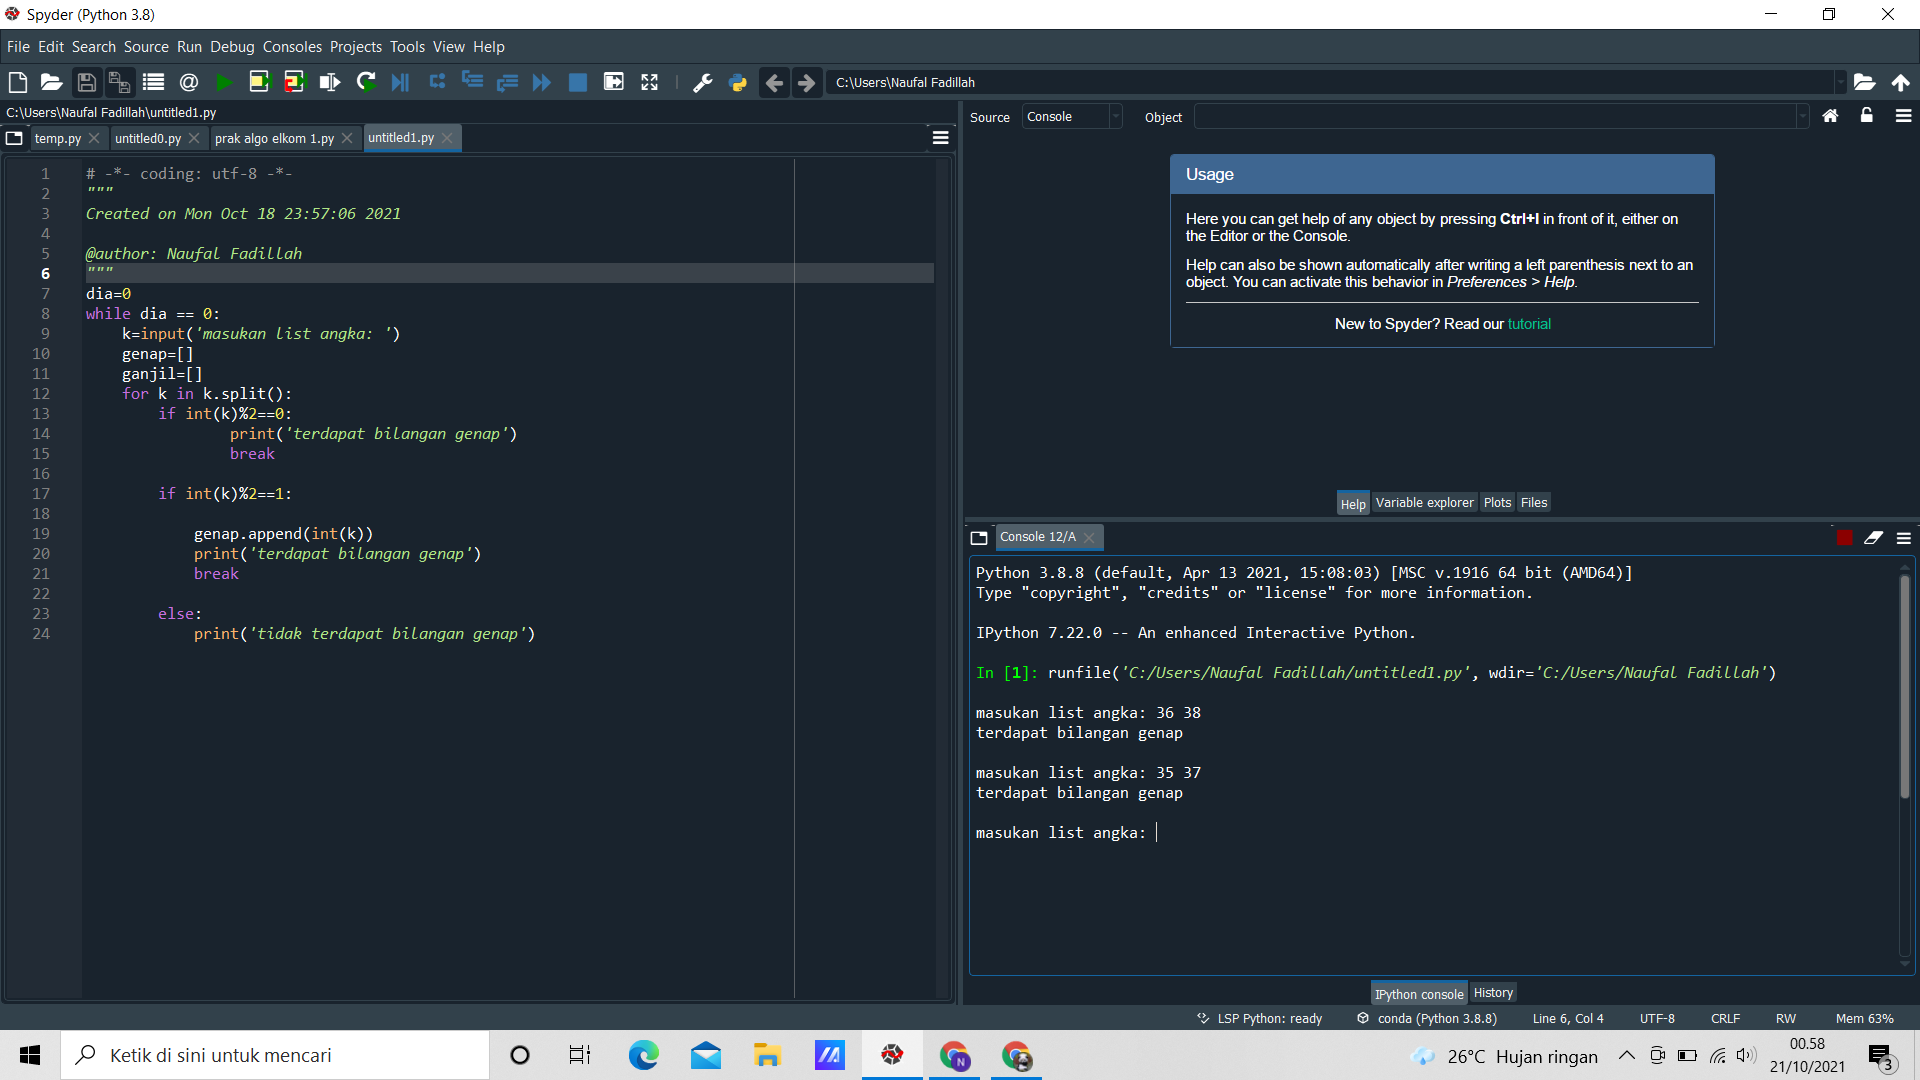 Spyder (Python 3.8)
File Edit Search Source Run Debug Consoles Projects Tools View Help
C:\Users\Naufal Fadillah
C:\Users\Naufal Fadillah\untitled1.py
temp.py untitled0.py prak algo elkom 1.py untitled1.py
1 # -*- coding: utf-8 -*-
2 """
3 Created on Mon Oct 18 23:57:06 2021
4
5 @author: Naufal Fadillah
6 """
7 dia=0
8 while dia == 0:
9     k=input('masukan list angka: ')
10     genap=[]
11     ganjil=[]
12     for k in k.split():
13         if int(k)%2==0:
14                 print('terdapat bilangan genap')
15                 break
16
17         if int(k)%2==1:
18
19             genap.append(int(k))
20             print('terdapat bilangan genap')
21             break
22
23         else:
24             print('tidak terdapat bilangan genap')
Source Console Object
Usage
Here you can get help of any object by pressing Ctrl+I in front of it, either on
the Editor or the Console.
Help can also be shown automatically after writing a left parenthesis next to an
object. You can activate this behavior in Preferences > Help.
New to Spyder? Read our tutorial
Help Variable explorer Plots Files
Console 12/A
Python 3.8.8 (default, Apr 13 2021, 15:08:03) [MSC v.1916 64 bit (AMD64)]
Type "copyright", "credits" or "license" for more information.
IPython 7.22.0 -- An enhanced Interactive Python.
In [1]: runfile('C:/Users/Naufal Fadillah/untitled1.py', wdir='C:/Users/Naufal Fadillah')
masukan list angka: 36 38
terdapat bilangan genap
masukan list angka: 35 37
terdapat bilangan genap
masukan list angka:
IPython console History
LSP Python: ready conda (Python 3.8.8) Line 6, Col 4 UTF-8 CRLF RW Mem 63%
Ketik di sini untuk mencari
N
26°C Hujan ringan
00.58
21/10/2021
3